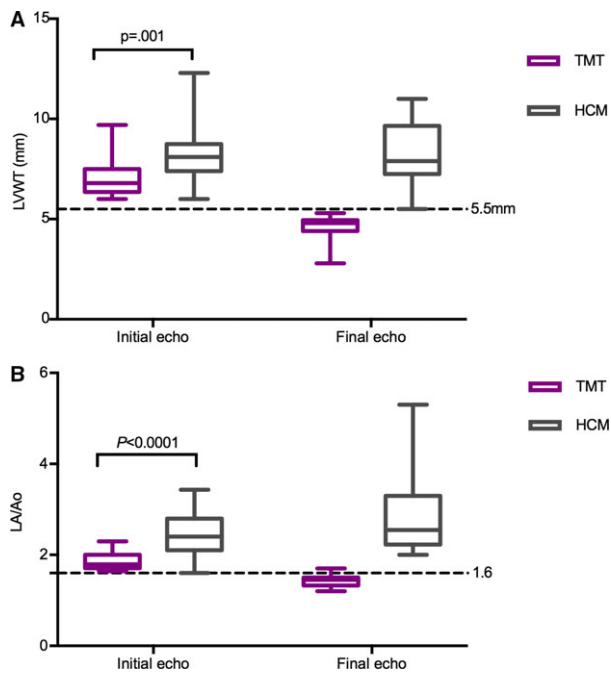 A
15
p=.001
TMT
HCM
10
LVWT (mm)
5
5.5mm
0
Initial echo
Final echo
B
6
TMT
P<0.0001
HCM
4
LA/Ao
2
1.6
0
Initial echo
Final echo